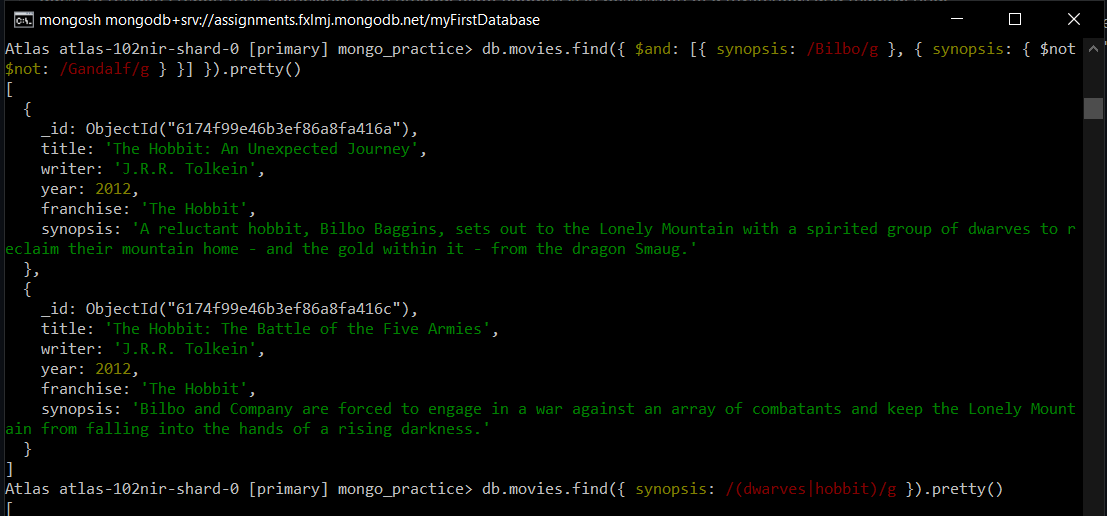 mongosh mongodb+srv://assignments.fxlmj.mongodb.net/myFirstDatabase
Atlas atlas-102nir-shard-0 [primary] mongo_practice> db.movies.find({ $and: [{ synopsis: /Bilbo/g }, { synopsis: { $not
$not: /Gandalf/g } }] }).pretty()
[
  {
    _id: ObjectId("6174f99e46b3ef86a8fa416a"),
    title: 'The Hobbit: An Unexpected Journey',
    writer: 'J.R.R. Tolkein',
    year: 2012,
    franchise: 'The Hobbit',
    synopsis: 'A reluctant hobbit, Bilbo Baggins, sets out to the Lonely Mountain with a spirited group of dwarves to r
eclaim their mountain home - and the gold within it - from the dragon Smaug.'
  },
  {
    _id: ObjectId("6174f99e46b3ef86a8fa416c"),
    title: 'The Hobbit: The Battle of the Five Armies',
    writer: 'J.R.R. Tolkein',
    year: 2012,
    franchise: 'The Hobbit',
    synopsis: 'Bilbo and Company are forced to engage in a war against an array of combatants and keep the Lonely Mount
ain from falling into the hands of a rising darkness.'
  }
]
Atlas atlas-102nir-shard-0 [primary] mongo_practice> db.movies.find({ synopsis: /(dwarves|hobbit)/g }).pretty()
[